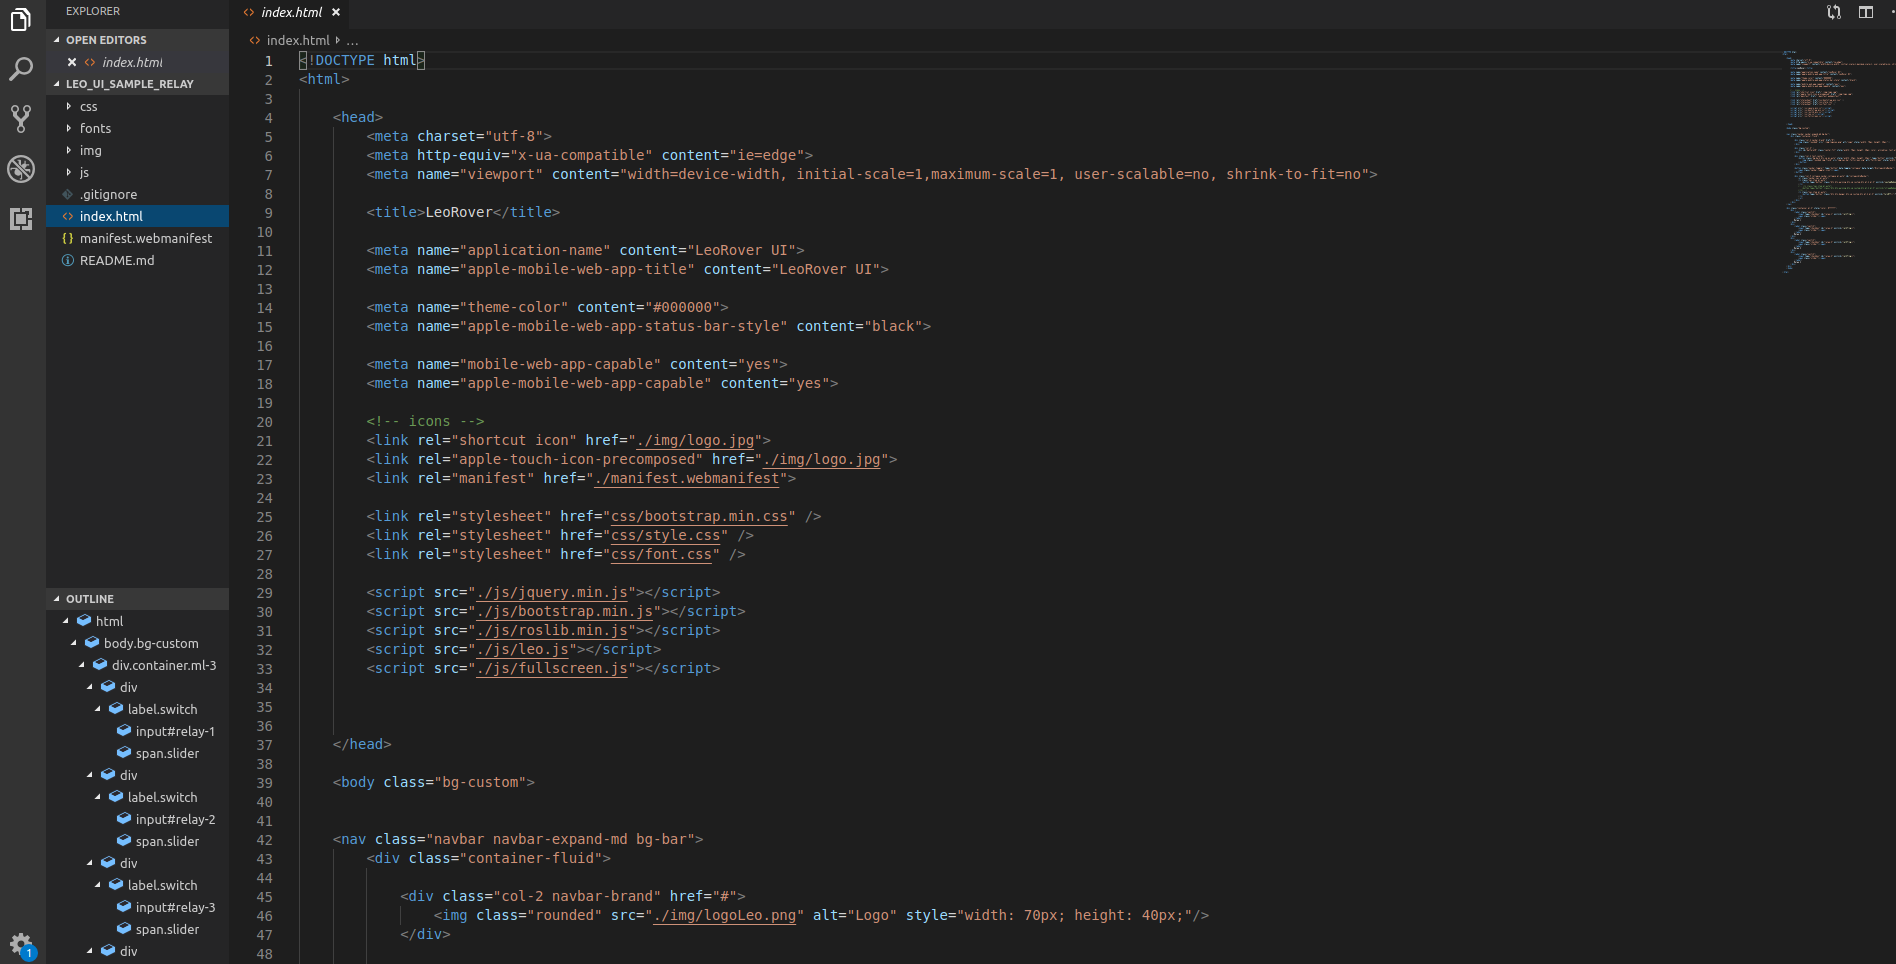 EXPLORER
OPEN EDITORS
index.html
LEO_UI_SAMPLE_RELAY
css
fonts
img
js
.gitignore
index.html
{} manifest.webmanifest
README.md
OUTLINE
html
body.bg-custom
div.container.ml-3
div
label.switch
input#relay-1
span.slider
div
label.switch
input#relay-2
span.slider
div
label.switch
input#relay-3
span.slider
div
1
<> index.html ×
<> index.html ...
1 <!DOCTYPE html>
2 <html>
3
4 <head>
5 <meta charset="utf-8">
6 <meta http-equiv="x-ua-compatible" content="ie=edge">
7 <meta name="viewport" content="width=device-width, initial-scale=1,maximum-scale=1, user-scalable=no, shrink-to-fit=no">
8
9 <title>LeoRover</title>
10
11 <meta name="application-name" content="LeoRover UI">
12 <meta name="apple-mobile-web-app-title" content="LeoRover UI">
13
14 <meta name="theme-color" content="#000000">
15 <meta name="apple-mobile-web-app-status-bar-style" content="black">
16
17 <meta name="mobile-web-app-capable" content="yes">
18 <meta name="apple-mobile-web-app-capable" content="yes">
19
20 <!-- icons -->
21 <link rel="shortcut icon" href="./img/logo.jpg">
22 <link rel="apple-touch-icon-precomposed" href="./img/logo.jpg">
23 <link rel="manifest" href="./manifest.webmanifest">
24
25 <link rel="stylesheet" href="css/bootstrap.min.css" />
26 <link rel="stylesheet" href="css/style.css" />
27 <link rel="stylesheet" href="css/font.css" />
28
29 <script src="./js/jquery.min.js"></script>
30 <script src="./js/bootstrap.min.js"></script>
31 <script src="./js/roslib.min.js"></script>
32 <script src="./js/leo.js"></script>
33 <script src="./js/fullscreen.js"></script>
34
35
36
37 </head>
38
39 <body class="bg-custom">
40
41
42 <nav class="navbar navbar-expand-md bg-bar">
43 <div class="container-fluid">
44
45 <div class="col-2 navbar-brand" href="#">
46 <img class="rounded" src="./img/logoLeo.png" alt="Logo" style="width: 70px; height: 40px;"/>
47 </div>
48